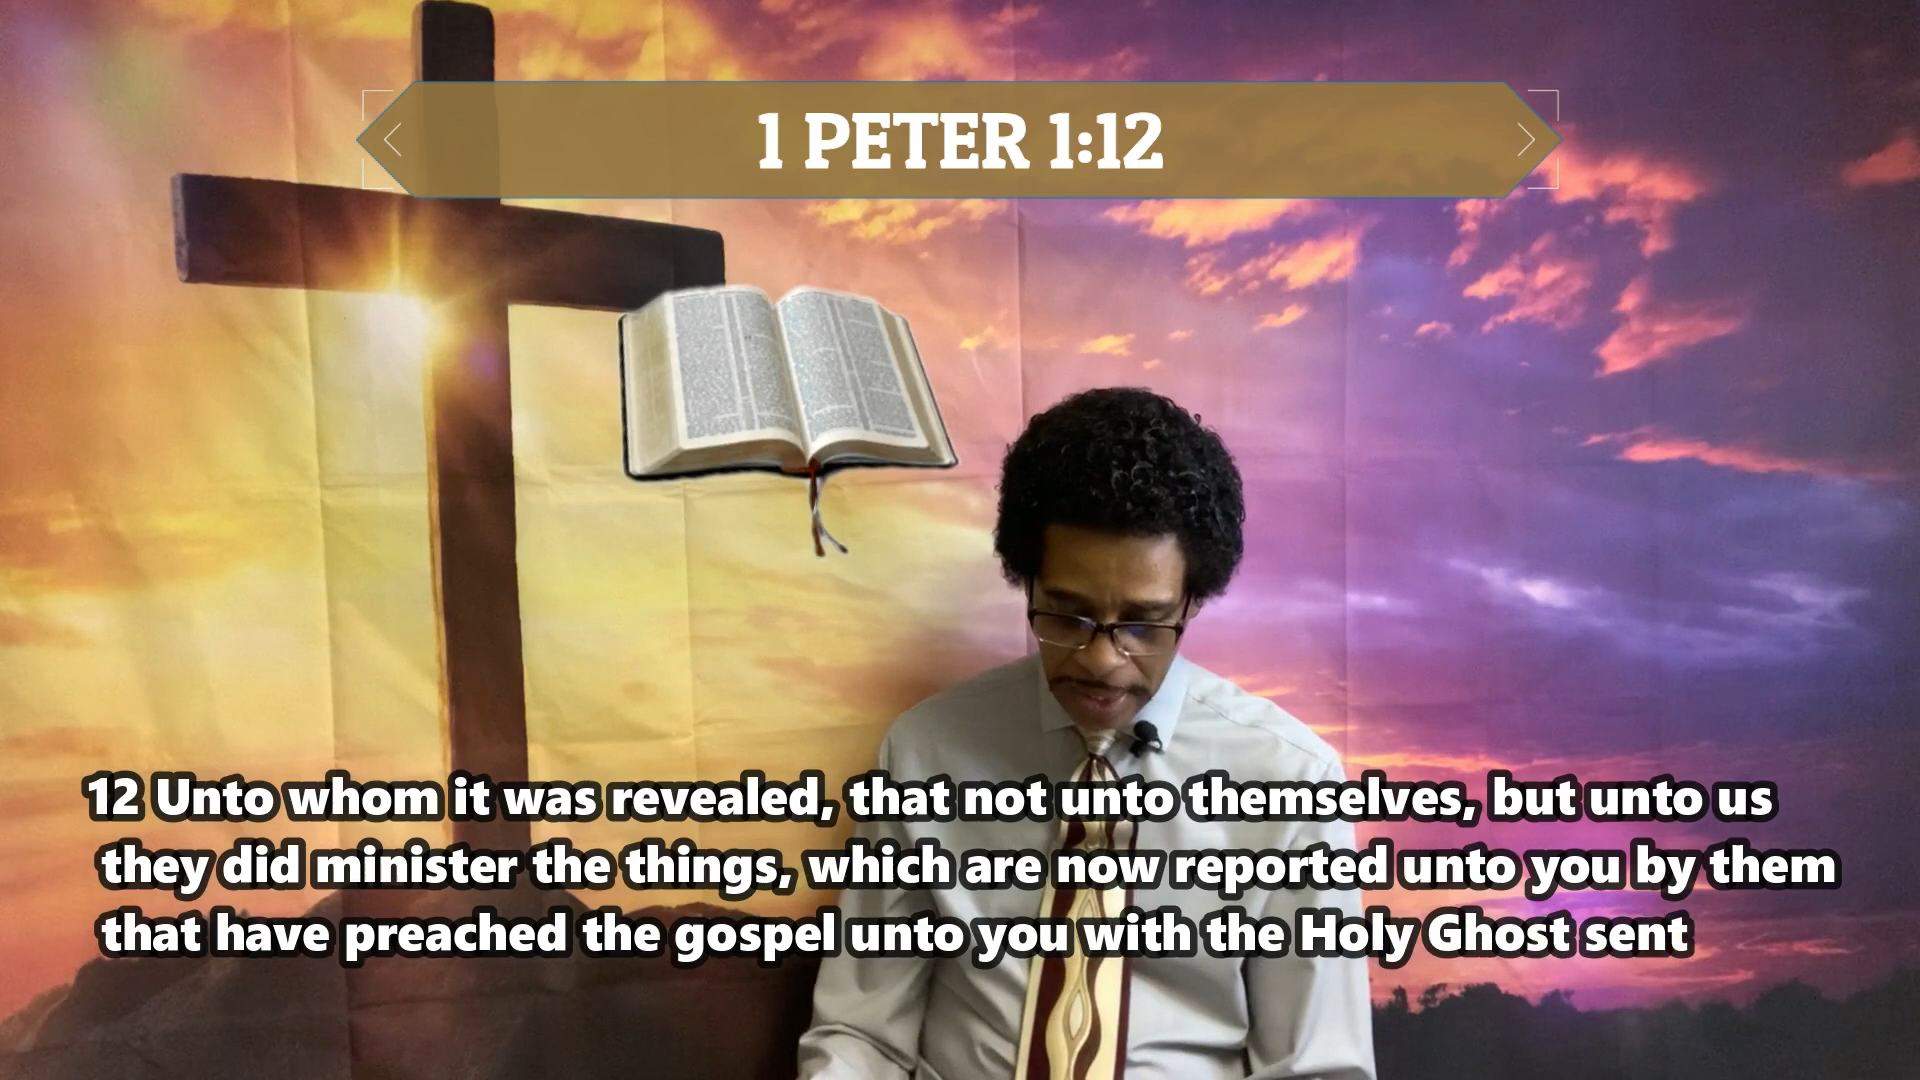 1 PETER 1:12
12 Unto whom it was revealed, that not unto themselves, but unto us
they did minister the things, which are now reported unto you by them
that have preached the gospel unto you with the Holy Ghost sent